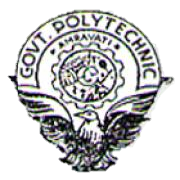 GOVT. POLYTECHNIC
★ AMRAVATI ★